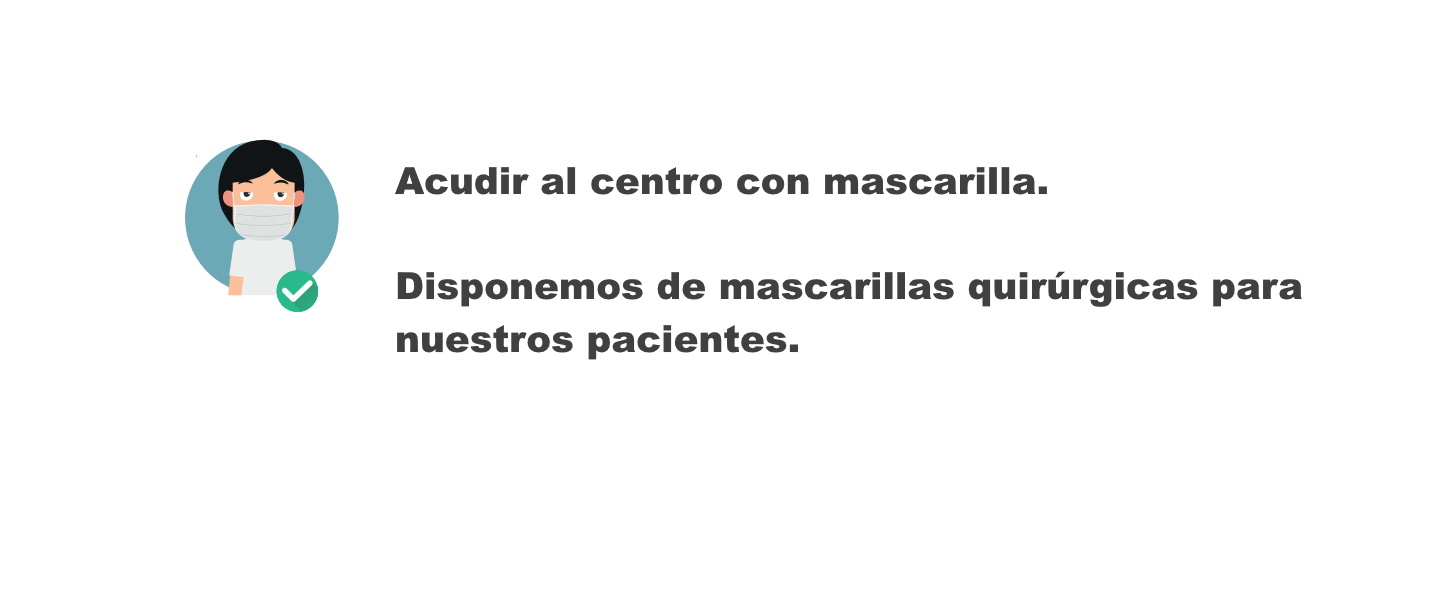 Acudir al centro con mascarilla.
Disponemos de mascarillas quirúrgicas para
nuestros pacientes.